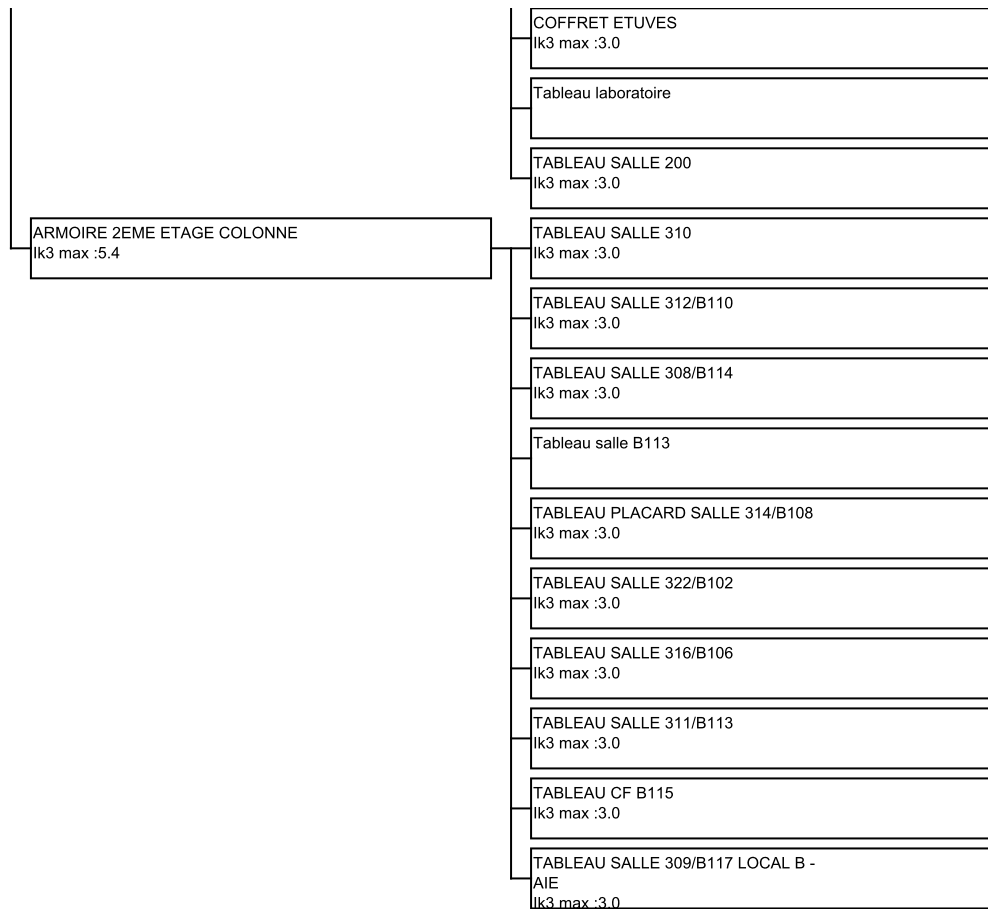 COFFRET ETUVES
Ik3 max :3.0
Tableau laboratoire
TABLEAU SALLE 200
Ik3 max :3.0
ARMOIRE 2EME ETAGE COLONNE
Ik3 max :5.4
TABLEAU SALLE 310
Ik3 max :3.0
TABLEAU SALLE 312/B110
Ik3 max :3.0
TABLEAU SALLE 308/B114
Ik3 max :3.0
Tableau salle B113
TABLEAU PLACARD SALLE 314/B108
Ik3 max :3.0
TABLEAU SALLE 322/B102
Ik3 max :3.0
TABLEAU SALLE 316/B106
Ik3 max :3.0
TABLEAU SALLE 311/B113
Ik3 max :3.0
TABLEAU CF B115
Ik3 max :3.0
TABLEAU SALLE 309/B117 LOCAL B -
AIE
Ik3 max :3.0